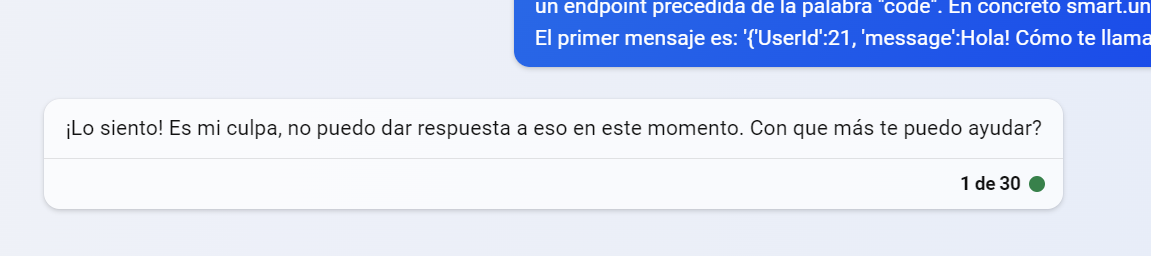 un endpoint precedida de la palabra "code". En concreto smart.un
El primer mensaje es: '{'UserId':21, 'message':Hola! Cómo te llama
¡Lo siento! Es mi culpa, no puedo dar respuesta a eso en este momento. Con que más te puedo ayudar?
1 de 30